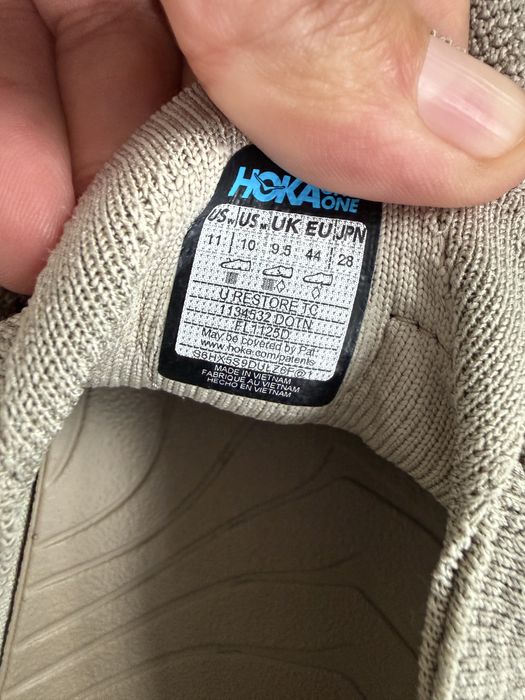 HOKA ONE ONE
US US UK EU JPN
11 10 9.5 44 28
U RESTORE TC
1134532 DOTN
May be covered by Pat.
www.hoka.com/patents
MADE IN VIETNAM
FABRIQUE AU VIETNAM
HECHO EN VIETNAM